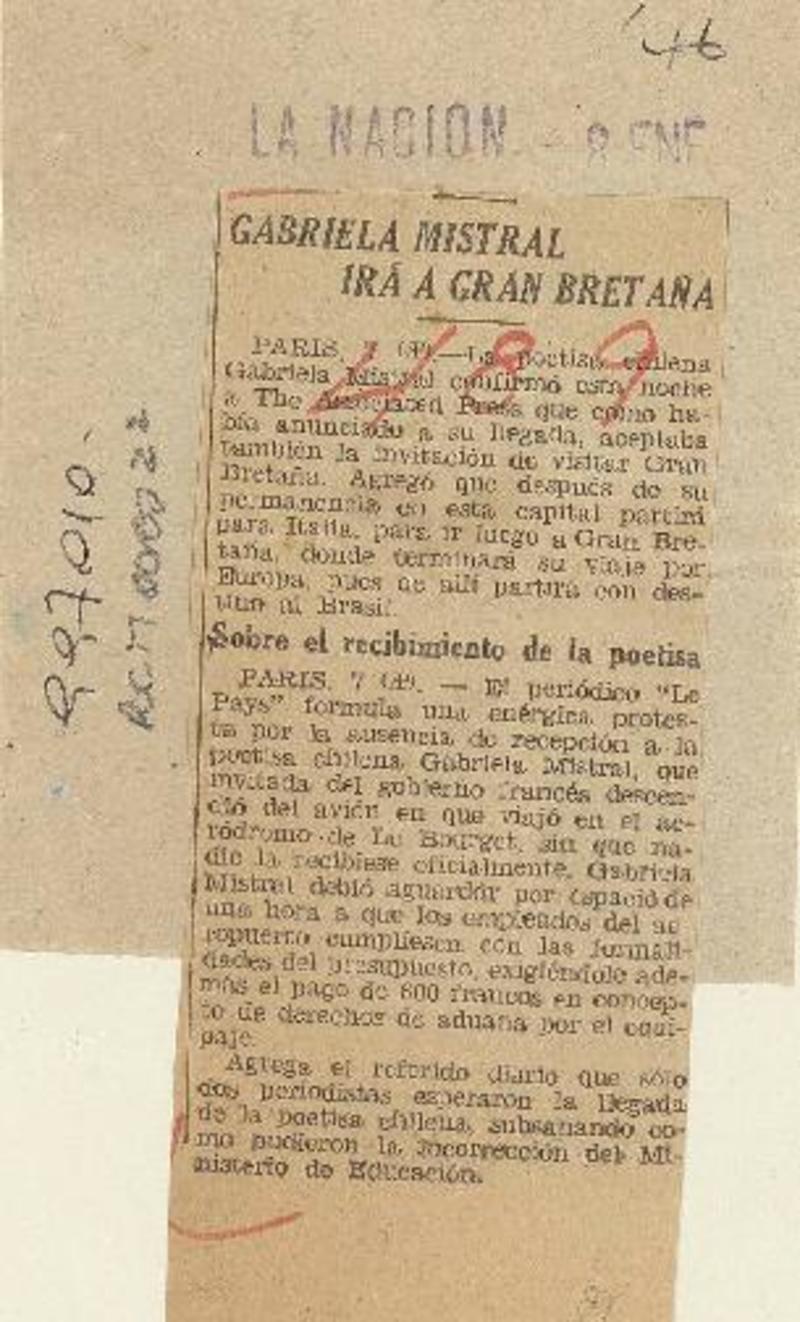 '46
LA NACION - 8 ENE
GABRIELA MISTRAL
IRÁ A GRAN BRETAÑA
489
PARIS, 7 (AP).—La poetisa chilena
Gabriela Mistral confirmó esta noche
a The Associated Press que como ha-
bía anunciado a su llegada, aceptaba
también la invitación de visitar Gran
Bretaña. Agregó que después de su
permanencia en esta capital partirá
para Italia, para ir luego a Gran Bre-
taña, donde terminará su viaje por
Europa, pues de allí partirá con des-
tino al Brasil.
Sobre el recibimiento de la poetisa
PARIS, 7 (AP). — El periódico "Le
Pays" formula una enérgica protes-
ta por la ausencia de recepción a la
poetisa chilena Gabriela Mistral, que
invitada del gobierno francés descen-
dió del avión en que viajó en el ae-
ródromo de Le Bourget, sin que na-
die la recibiese oficialmente. Gabriela
Mistral debió aguardar por espacio de
una hora a que los empleados del ae-
ropuerto cumpliesen con las formali-
dades del presupuesto, exigiéndole ade-
más el pago de 800 francos en concep-
to de derechos de aduana por el equi-
paje.
Agrega el referido diario que sólo
dos periodistas esperaron la llegada
de la poetisa chilena, subsanando co-
mo pudieron la incorrección del Mi-
nisterio de Educación.